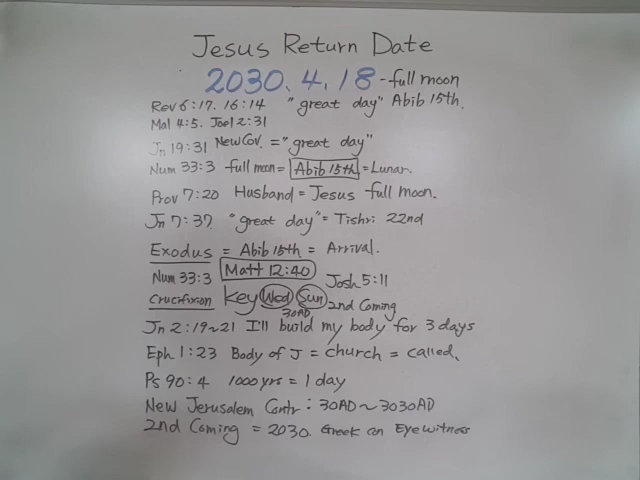 Jesus Return Date
2030. 4. 18 - full moon
Rev 6:17. 16:14 "great day" Abib 15th.
Mal 4:5. Joel 2:31
Jn 19:31 New Cov. = "great day"
Num 33:3 full moon = Abib 15th = Lunar.
Prov 7:20 Husband = Jesus full moon.
Jn 7:37 "great day" = Tishri 22nd
Exodus = Abib 15th = Arrival.
Num 33:3 Matt 12:40 Josh 5:11
Crucifixion Key Wed Sun 2nd Coming
30AD
Jn 2:19~21 I'll build my body for 3 days
Eph 1:23 Body of J = church = called.
Ps 90:4 1000 yrs = 1 day
New Jerusalem Contr : 30AD ~ 3030AD
2nd Coming = 2030. Greek on Eyewitness